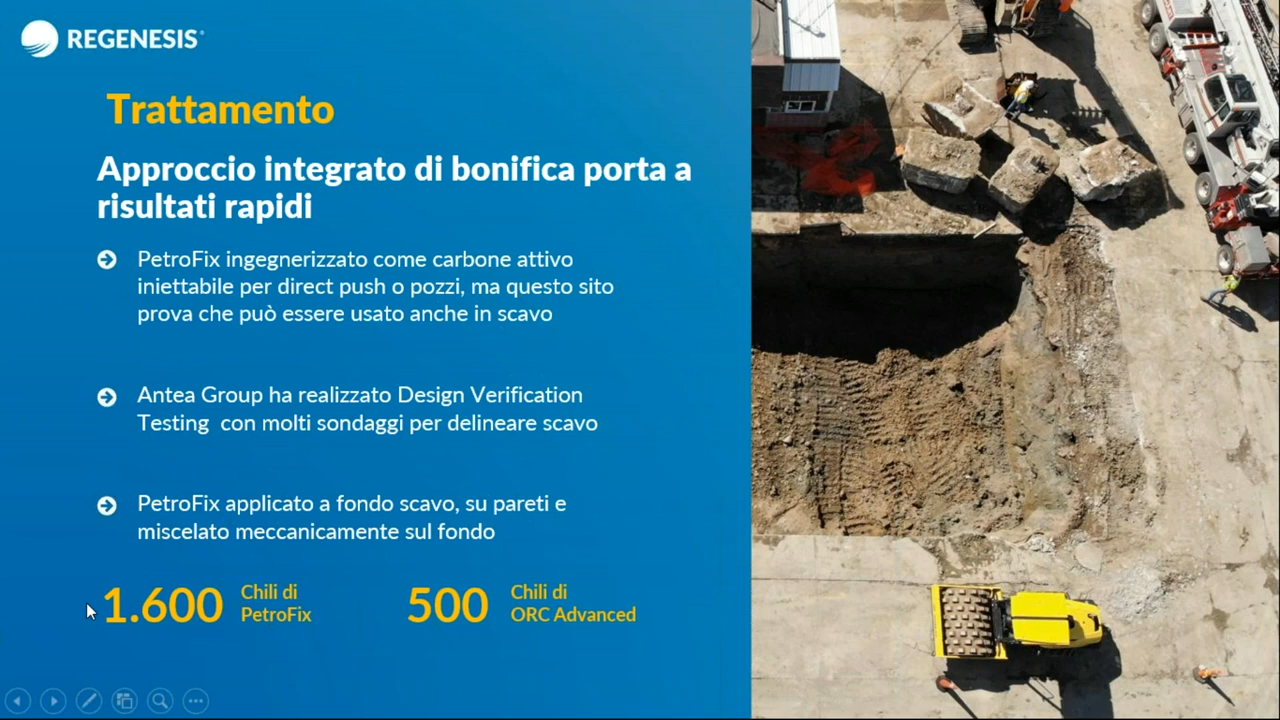 REGENESIS®
Trattamento
Approccio integrato di bonifica porta a
risultati rapidi
PetroFix ingegnerizzato come carbone attivo
iniettabile per direct push o pozzi, ma questo sito
prova che può essere usato anche in scavo
Antea Group ha realizzato Design Verification
Testing con molti sondaggi per delineare scavo
PetroFix applicato a fondo scavo, su pareti e
miscelato meccanicamente sul fondo
1.600 Chili di
PetroFix
500 Chili di
ORC Advanced